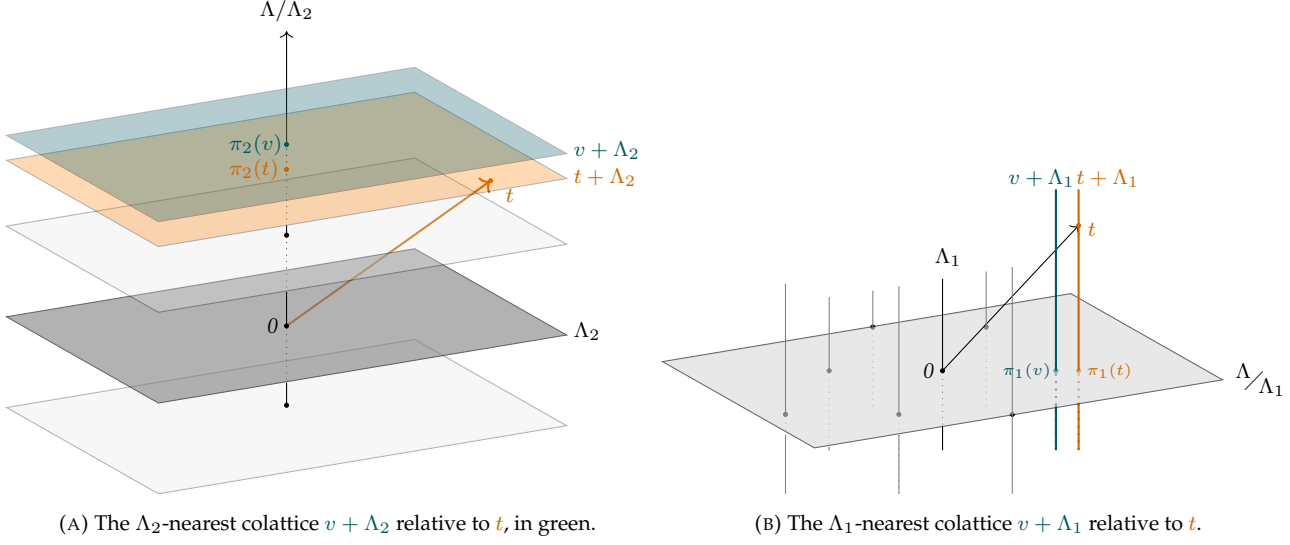 Λ/Λ₂
π₂(v)
π₂(t)
v + Λ₂
t + Λ₂
t
0
Λ₂
(A) The Λ₂-nearest colattice v + Λ₂ relative to t, in green.
v + Λ₁ t + Λ₁
t
Λ₁
0
π₁(v)
π₁(t)
Λ/Λ₁
(B) The Λ₁-nearest colattice v + Λ₁ relative to t.